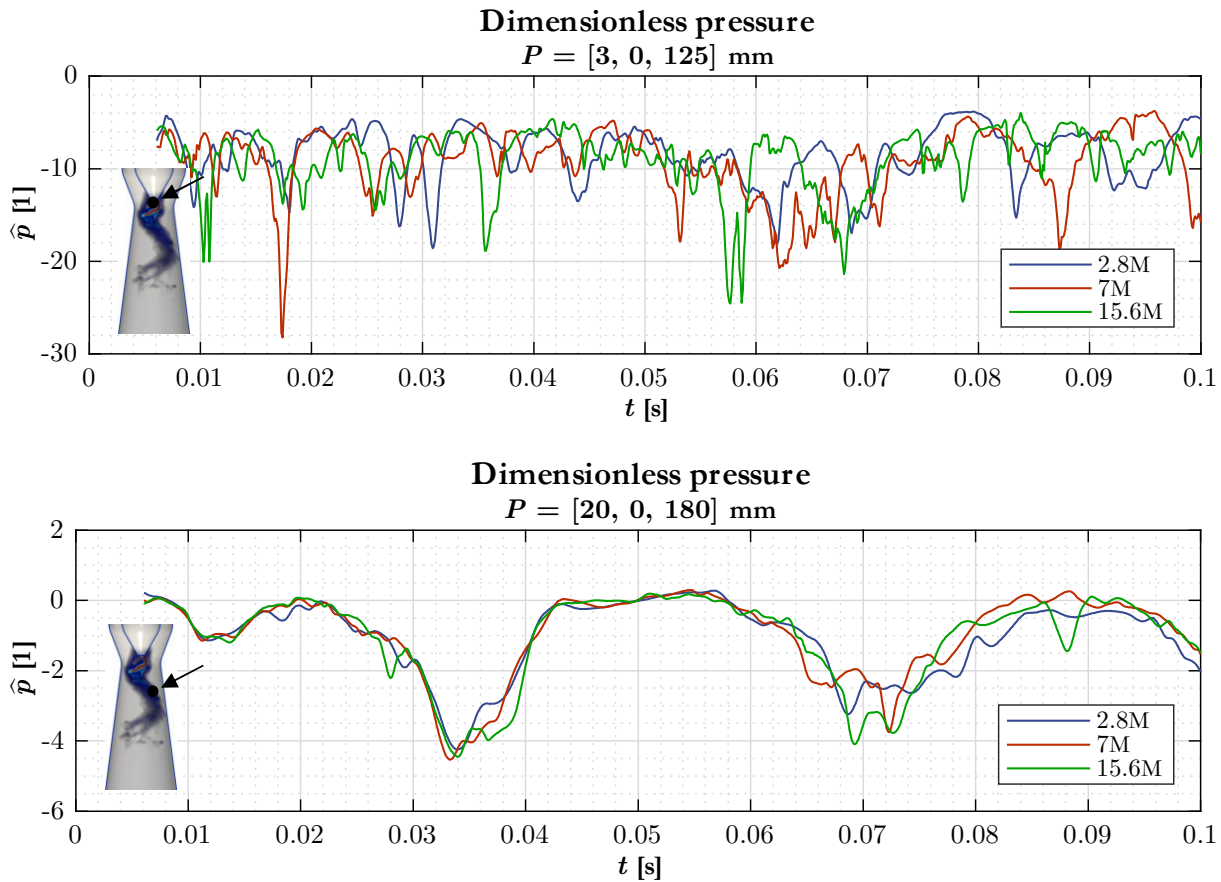 Dimensionless pressure
P = [3, 0, 125] mm
0
-10
-20
-30
p̂ [1]
2.8M
7M
15.6M
0 0.01 0.02 0.03 0.04 0.05 0.06 0.07 0.08 0.09 0.1
t [s]
Dimensionless pressure
P = [20, 0, 180] mm
2
0
-2
-4
-6
p̂ [1]
2.8M
7M
15.6M
0 0.01 0.02 0.03 0.04 0.05 0.06 0.07 0.08 0.09 0.1
t [s]